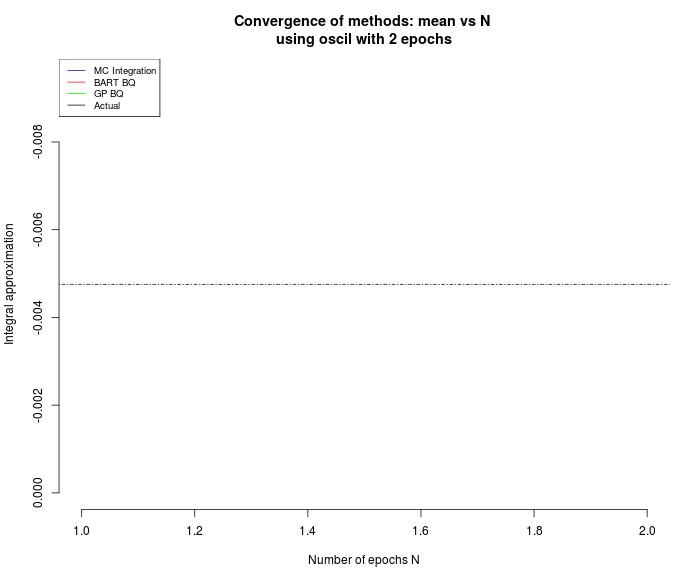 Convergence of methods: mean vs N
using oscil with 2 epochs
MC Integration
BART BQ
GP BQ
Actual
-0.008
-0.006
-0.004
-0.002
0.000
Integral approximation
1.0 1.2 1.4 1.6 1.8 2.0
Number of epochs N